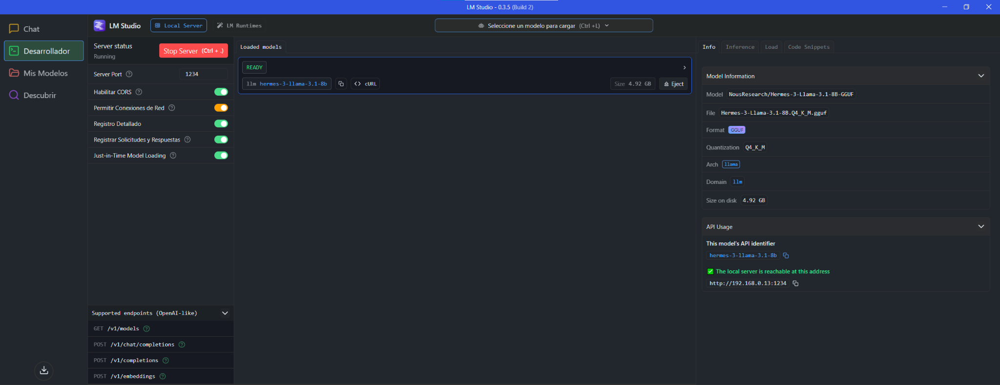 LM Studio - 0.3.5 (Build 2)
Chat
Desarrollador
Mis Modelos
Descubrir
LM Studio
Local Server
LM Runtimes
Seleccione un modelo para cargar (Ctrl +L)
Server status
Running
Stop Server (Ctrl + .)
Server Port
1234
Habilitar CORS
Permitir Conexiones de Red
Registro Detallado
Registrar Solicitudes y Respuestas
Just-in-Time Model Loading
Supported endpoints (OpenAI-like)
GET /v1/models
POST /v1/chat/completions
POST /v1/completions
POST /v1/embeddings
Loaded models
READY
llm hermes-3-llama-3.1-8b
cURL
Size 4.92 GB
Eject
Info
Inference
Load
Code Snippets
Model Information
Model NousResearch/Hermes-3-Llama-3.1-8B-GGUF
File Hermes-3-Llama-3.1-8B.Q4_K_M.gguf
Format GGUF
Quantization Q4_K_M
Arch llama
Domain llm
Size on disk 4.92 GB
API Usage
This model's API identifier
hermes-3-llama-3.1-8b
The local server is reachable at this address
http://192.168.0.13:1234